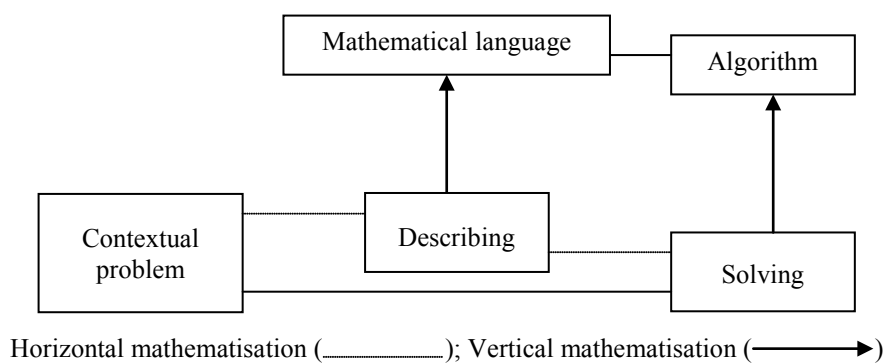 Mathematical language
Algorithm
Contextual
problem
Describing
Solving
Horizontal mathematisation ( ); Vertical mathematisation ( )